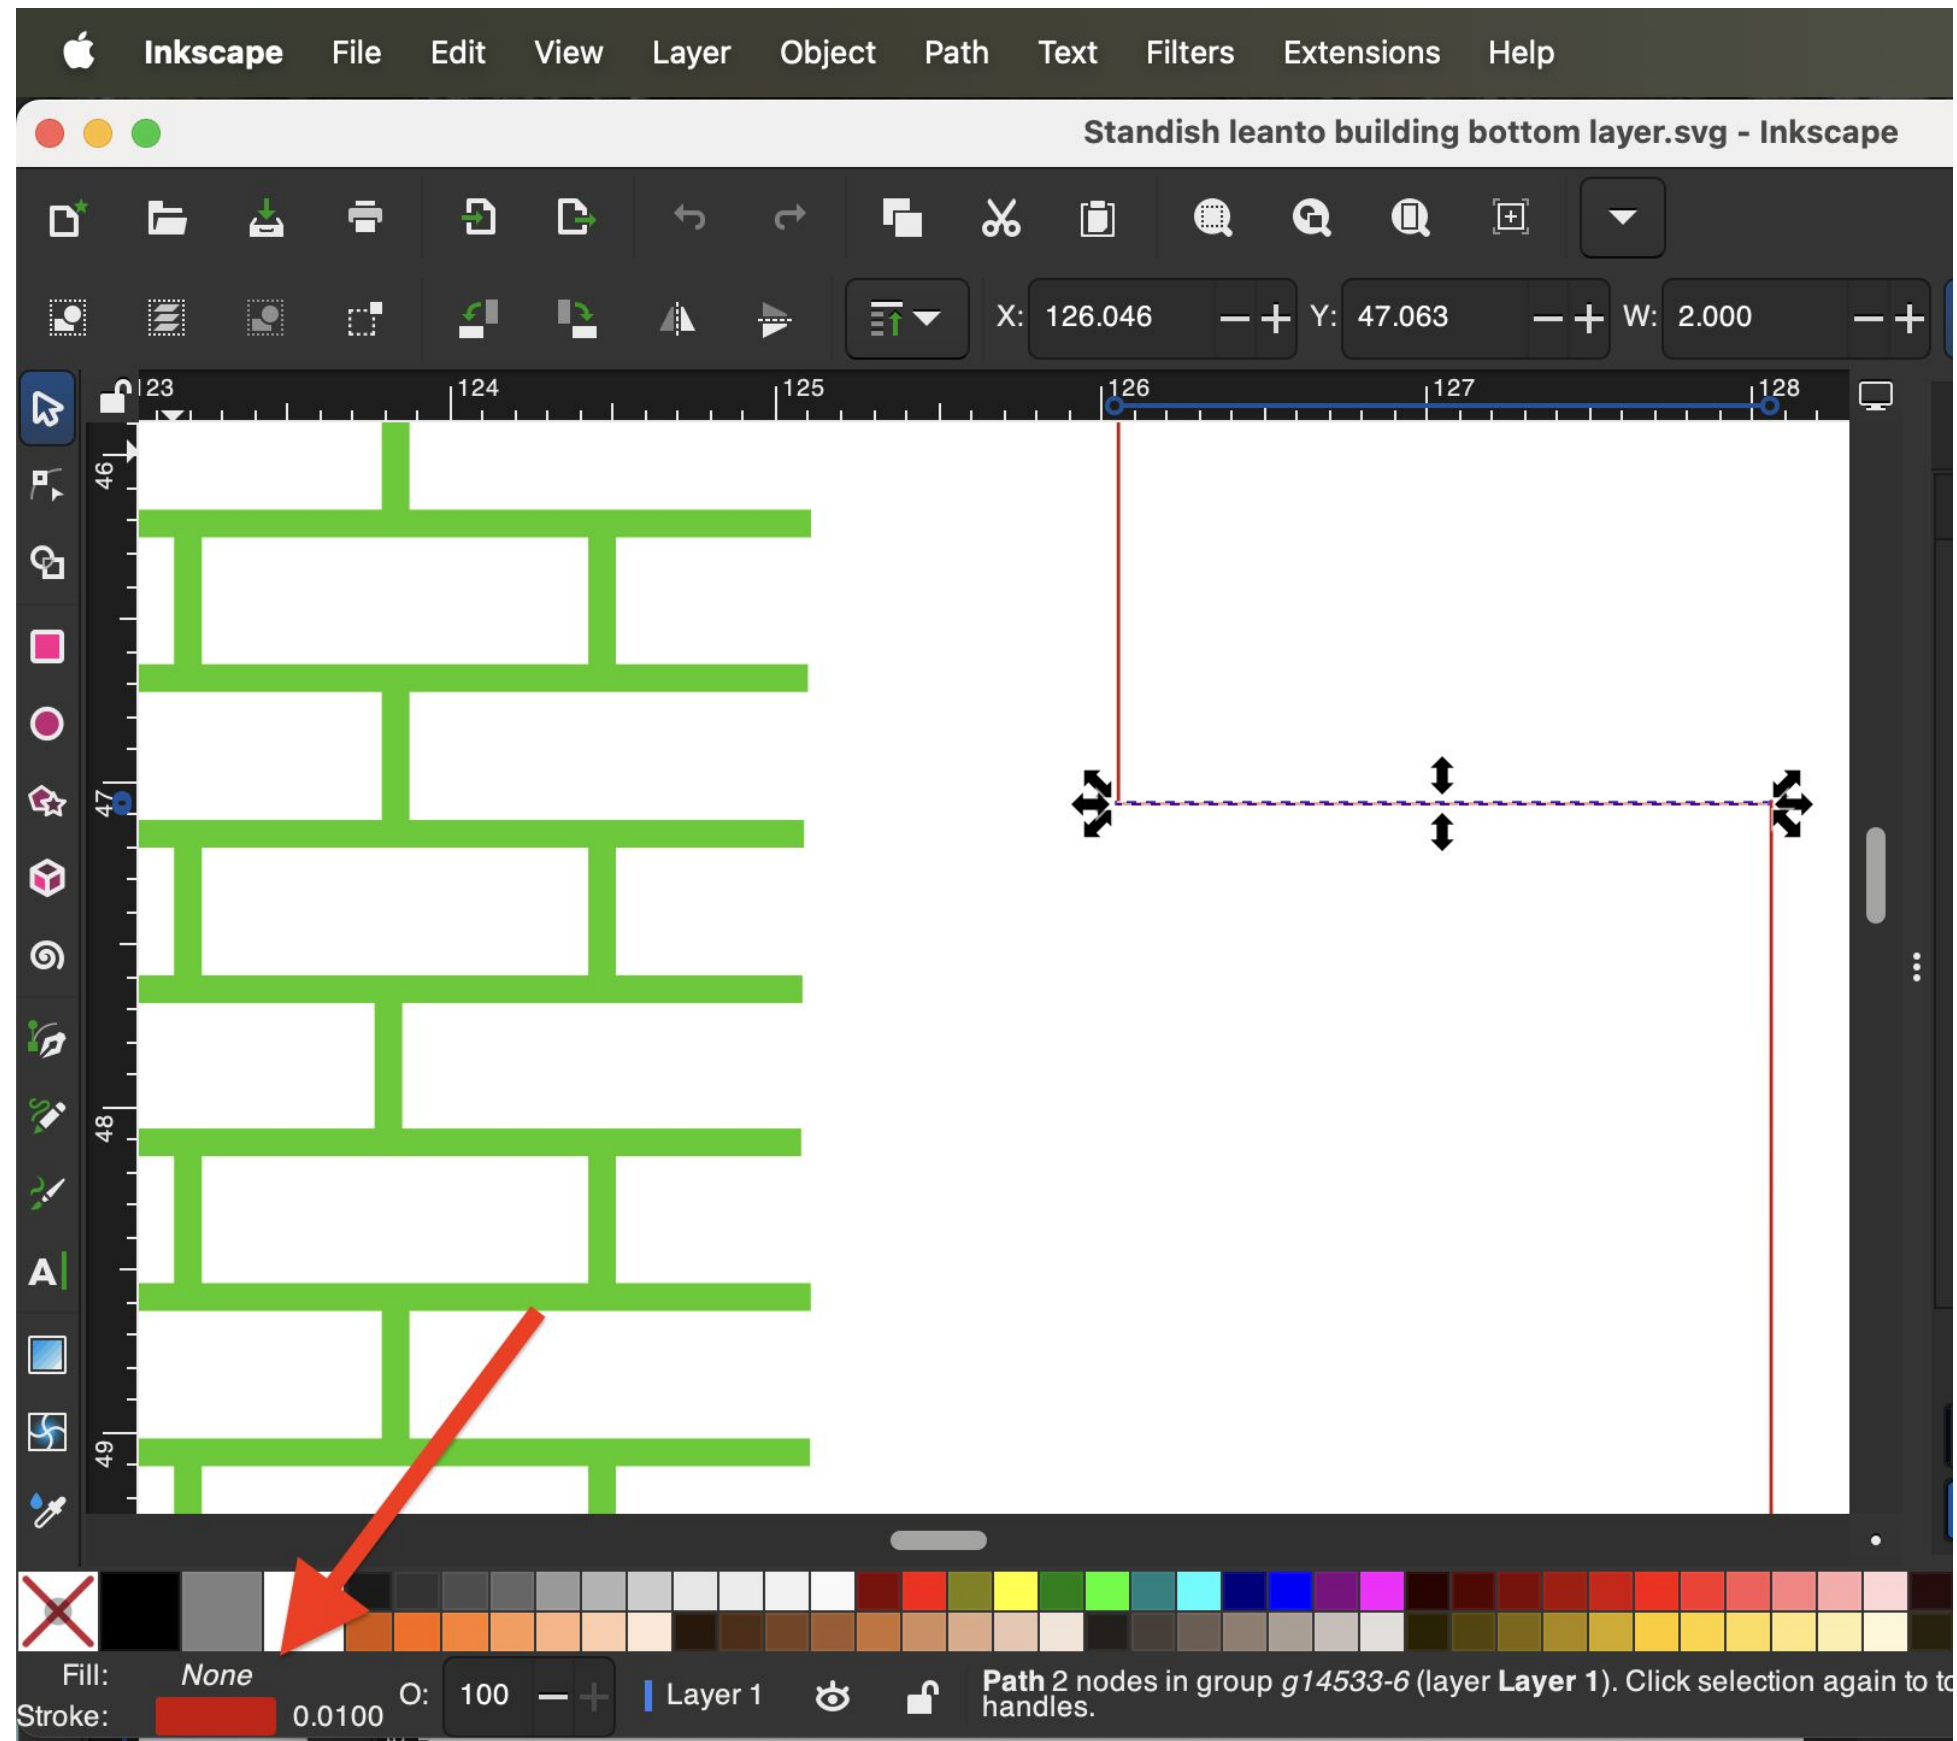 Inkscape File Edit View Layer Object Path Text Filters Extensions Help
Standish leanto building bottom layer.svg - Inkscape
X: 126.046 Y: 47.063 W: 2.000
123 124 125 126 127 128
46
47
48
49
A
Fill: None
Stroke: 0.0100
O: 100
Layer 1
Path 2 nodes in group g14533-6 (layer Layer 1). Click selection again to to
handles.